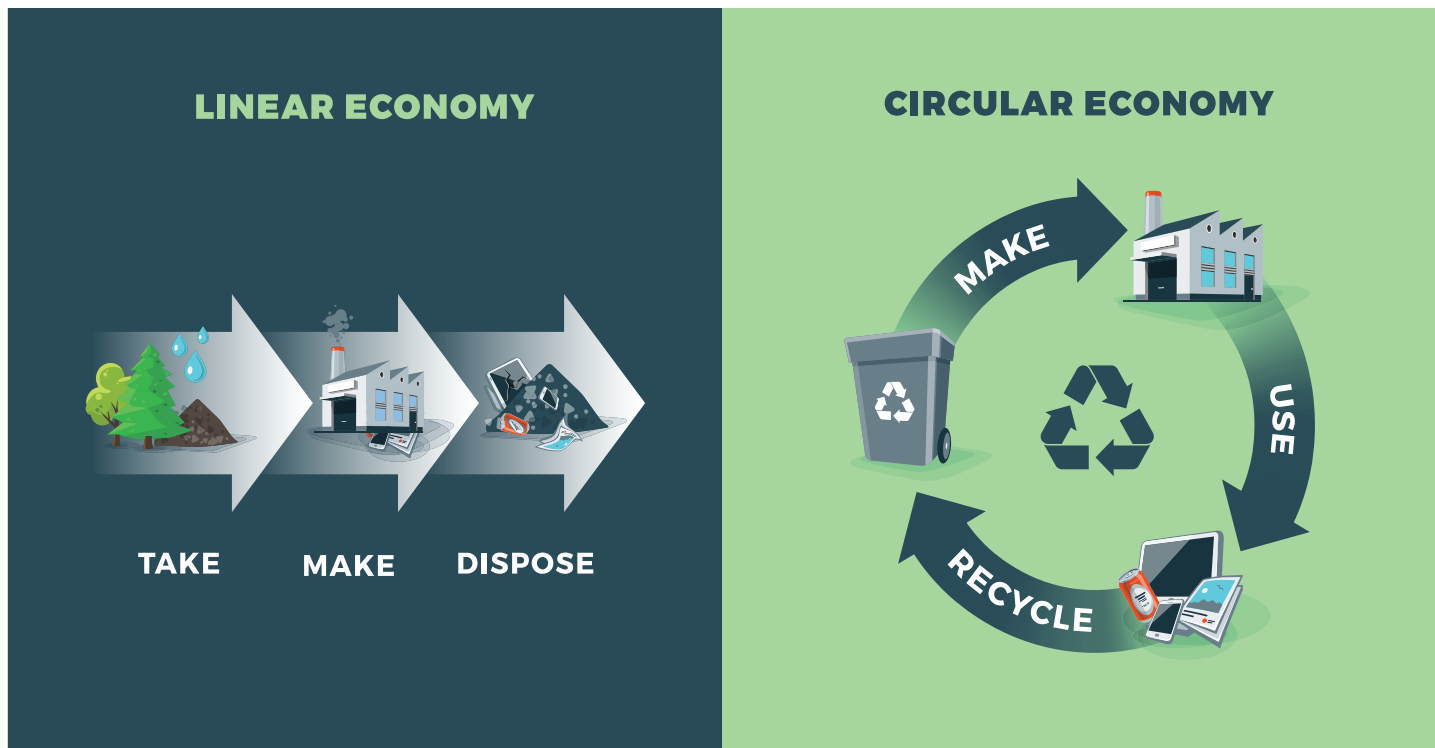 LINEAR ECONOMY
TAKE
MAKE
DISPOSE
CIRCULAR ECONOMY
MAKE
USE
RECYCLE